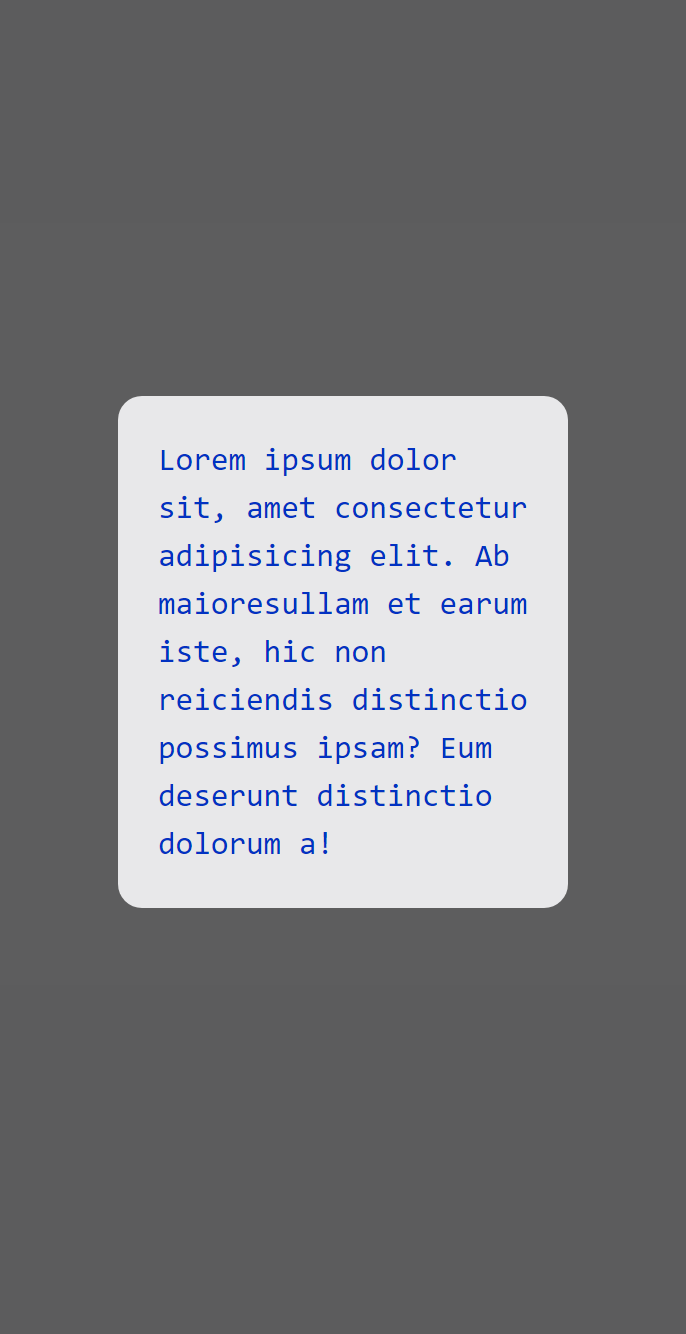 Lorem ipsum dolor
sit, amet consectetur
adipisicing elit. Ab
maioresullam et earum
iste, hic non
reiciendis distinctio
possimus ipsam? Eum
deserunt distinctio
dolorum a!